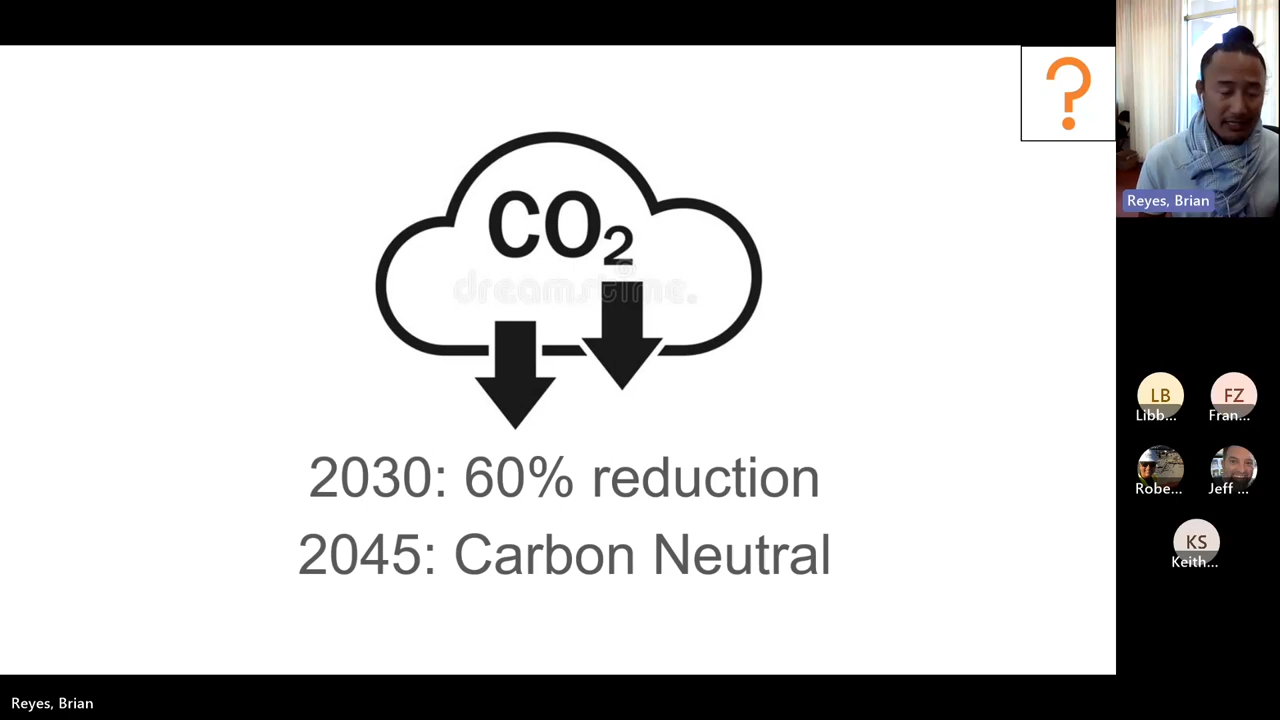 CO2
dreamstime.
2030: 60% reduction
2045: Carbon Neutral
?
Reyes, Brian
LB
Libb...
FZ
Fran...
Robe...
Jeff ...
KS
Keith...
Reyes, Brian